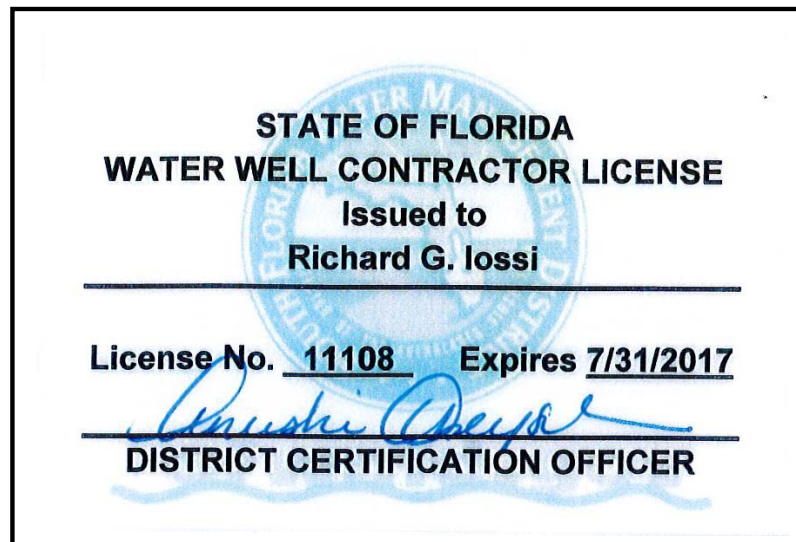 STATE OF FLORIDA
WATER WELL CONTRACTOR LICENSE
Issued to
Richard G. Iossi
License No. 11108 Expires 7/31/2017
DISTRICT CERTIFICATION OFFICER